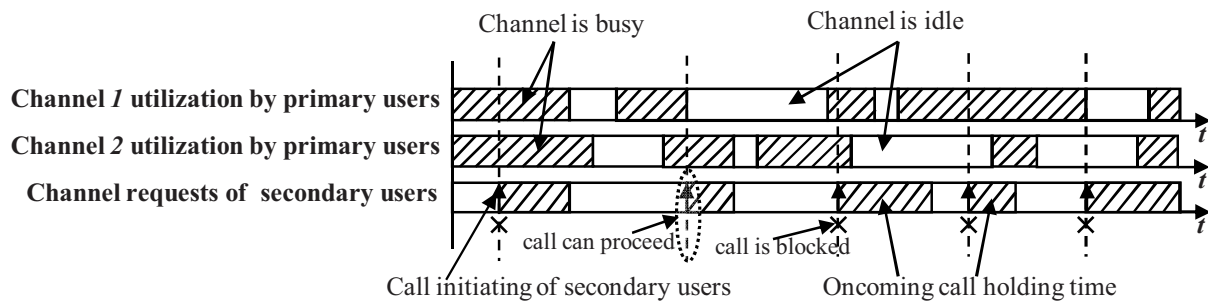 Channel is busy
Channel is idle
Channel 1 utilization by primary users
t
Channel 2 utilization by primary users
t
Channel requests of secondary users
t
call can proceed
call is blocked
Call initiating of secondary users
Oncoming call holding time